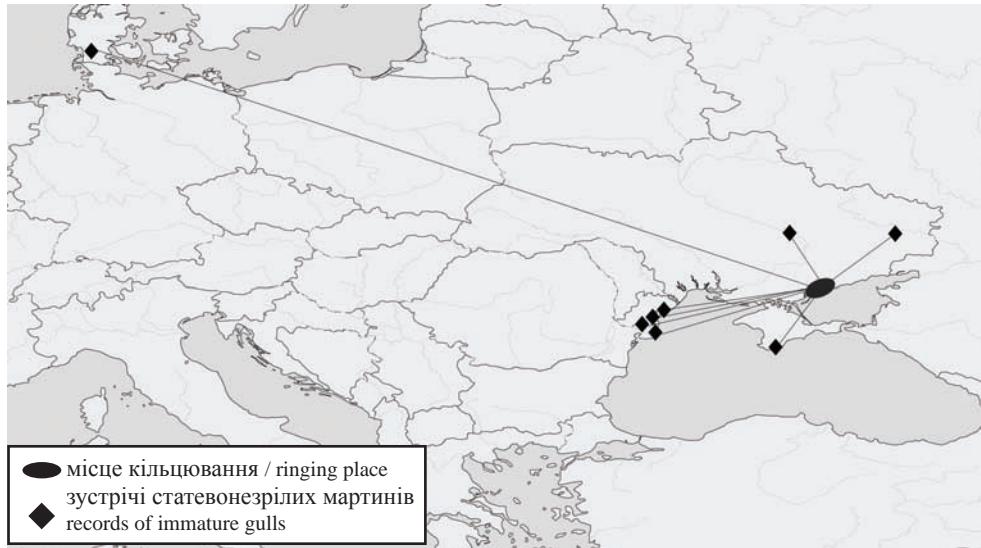 місце кільцювання / ringing place
зустрічі статевонезрілих мартинів
records of immature gulls